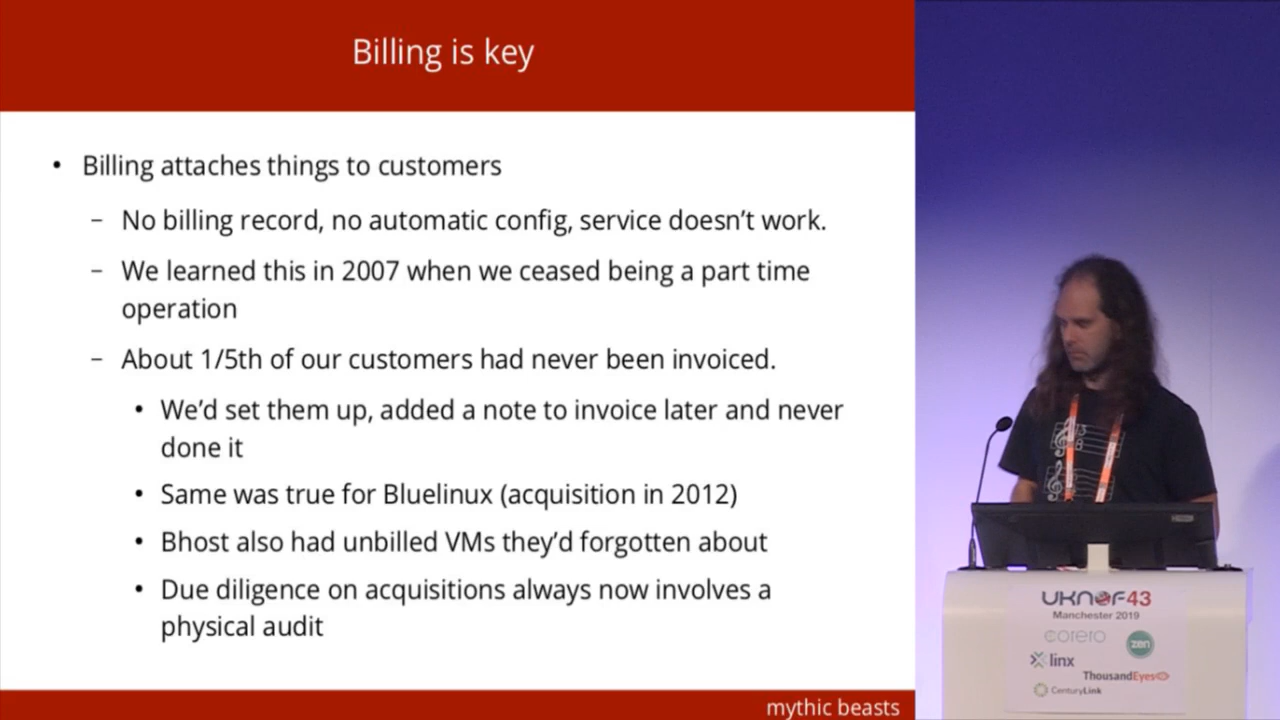 Billing is key
• Billing attaches things to customers
– No billing record, no automatic config, service doesn't work.
– We learned this in 2007 when we ceased being a part time
operation
– About 1/5th of our customers had never been invoiced.
• We'd set them up, added a note to invoice later and never
done it
• Same was true for Bluelinux (acquisition in 2012)
• Bhost also had unbilled VMs they'd forgotten about
• Due diligence on acquisitions always now involves a
physical audit
mythic beasts
UKNOF43
Manchester 2019
corero
zen
linx
ThousandEyes
CenturyLink